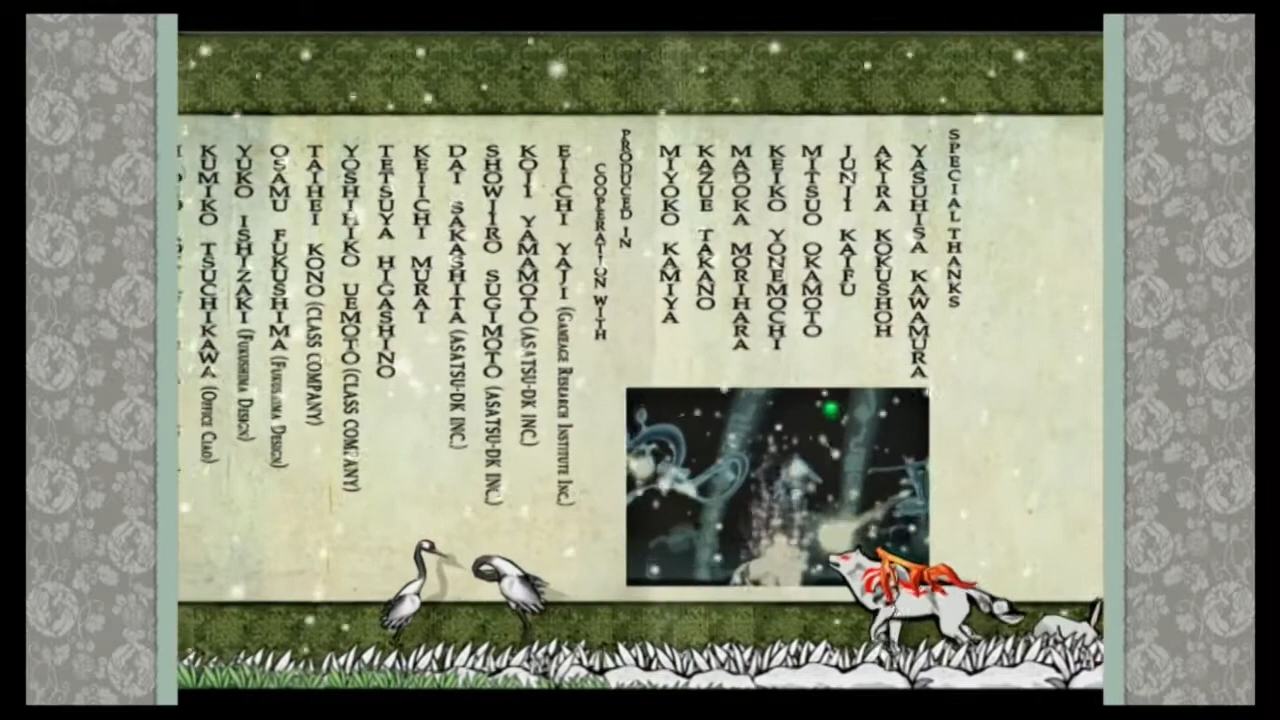 SPECIAL THANKS
YASUHISA KAWAMURA
AKIRA KOKUSHOH
JUNJI KAIFU
MITSUO OKAMOTO
KEIKO YONEMOCHI
MADOKA MORIHARA
KAZUE TAKANO
MIYOKO KAMIYA
PRODUCED IN
COOPERATION WITH
EIICHI YAJI (GAMEAGE RESEARCH INSTITUTE INC.)
KOJI YAMAMOTO (ASATSU-DK INC.)
SHOWJIRO SUGIMOTO (ASATSU-DK INC.)
DAI SAKASHITA (ASATSU-DK INC.)
KEIICHI MURAI
TETSUYA HIGASHINO
YOSHIHIKO DEMOTO (CLASS COMPANY)
TAIHEI KONO (CLASS COMPANY)
OSAMU FUKUSHIMA (FUKUSHIMA DESIGN)
YUKO ISHIZAKI (FUKUSHIMA DESIGN)
KUMIKO TSUCHIKAWA (OFFICE CIAO)